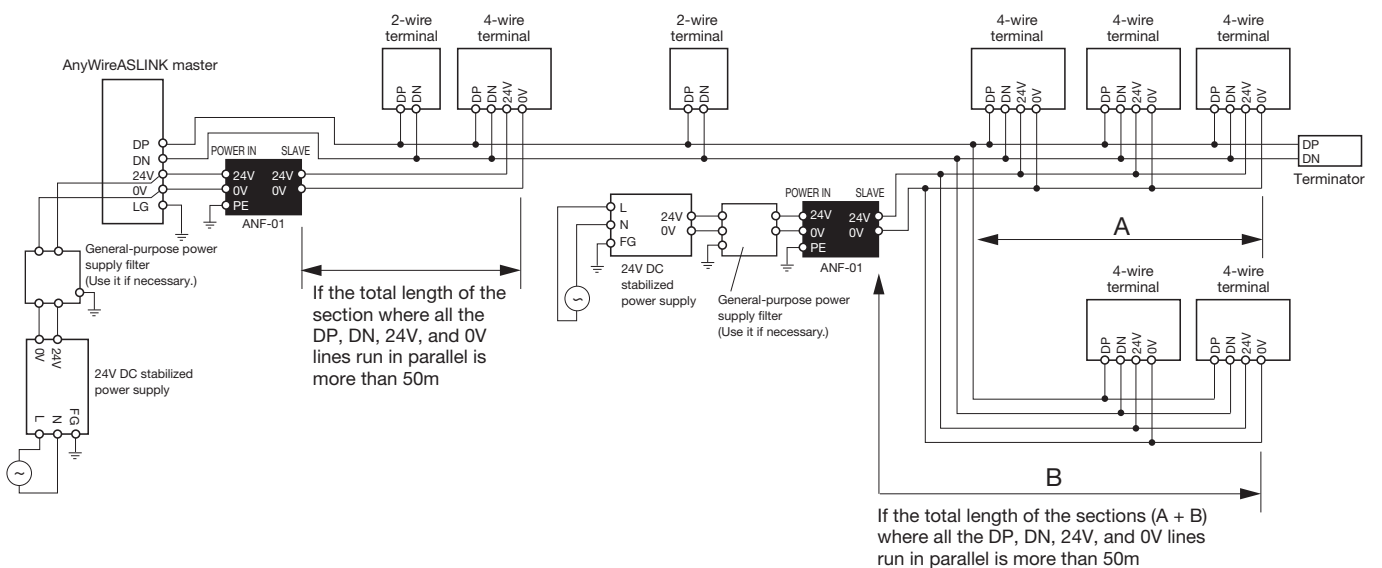 2-wire
terminal
4-wire
terminal
2-wire
terminal
4-wire
terminal
4-wire
terminal
4-wire
terminal
AnyWireASLINK master
DP
DN
DP
DN
24V
0V
DP
DN
DP
DN
24V
0V
DP
DN
24V
0V
DP
DN
24V
0V
DP
DN
24V
0V
LG
POWER IN
SLAVE
24V
0V
PE
24V
0V
ANF-01
DP
DN
Terminator
General-purpose power
supply filter
(Use it if necessary.)
0V
24V
24V DC stabilized
power supply
L
N
FG
~
If the total length of the
section where all the
DP, DN, 24V, and 0V
lines run in parallel is
more than 50m
L
N
FG
24V
0V
24V DC
stabilized
power supply
~
General-purpose power
supply filter
(Use it if necessary.)
POWER IN
SLAVE
24V
0V
PE
24V
0V
ANF-01
A
4-wire
terminal
4-wire
terminal
DP
DN
24V
0V
DP
DN
24V
0V
B
If the total length of the sections (A + B)
where all the DP, DN, 24V, and 0V lines
run in parallel is more than 50m